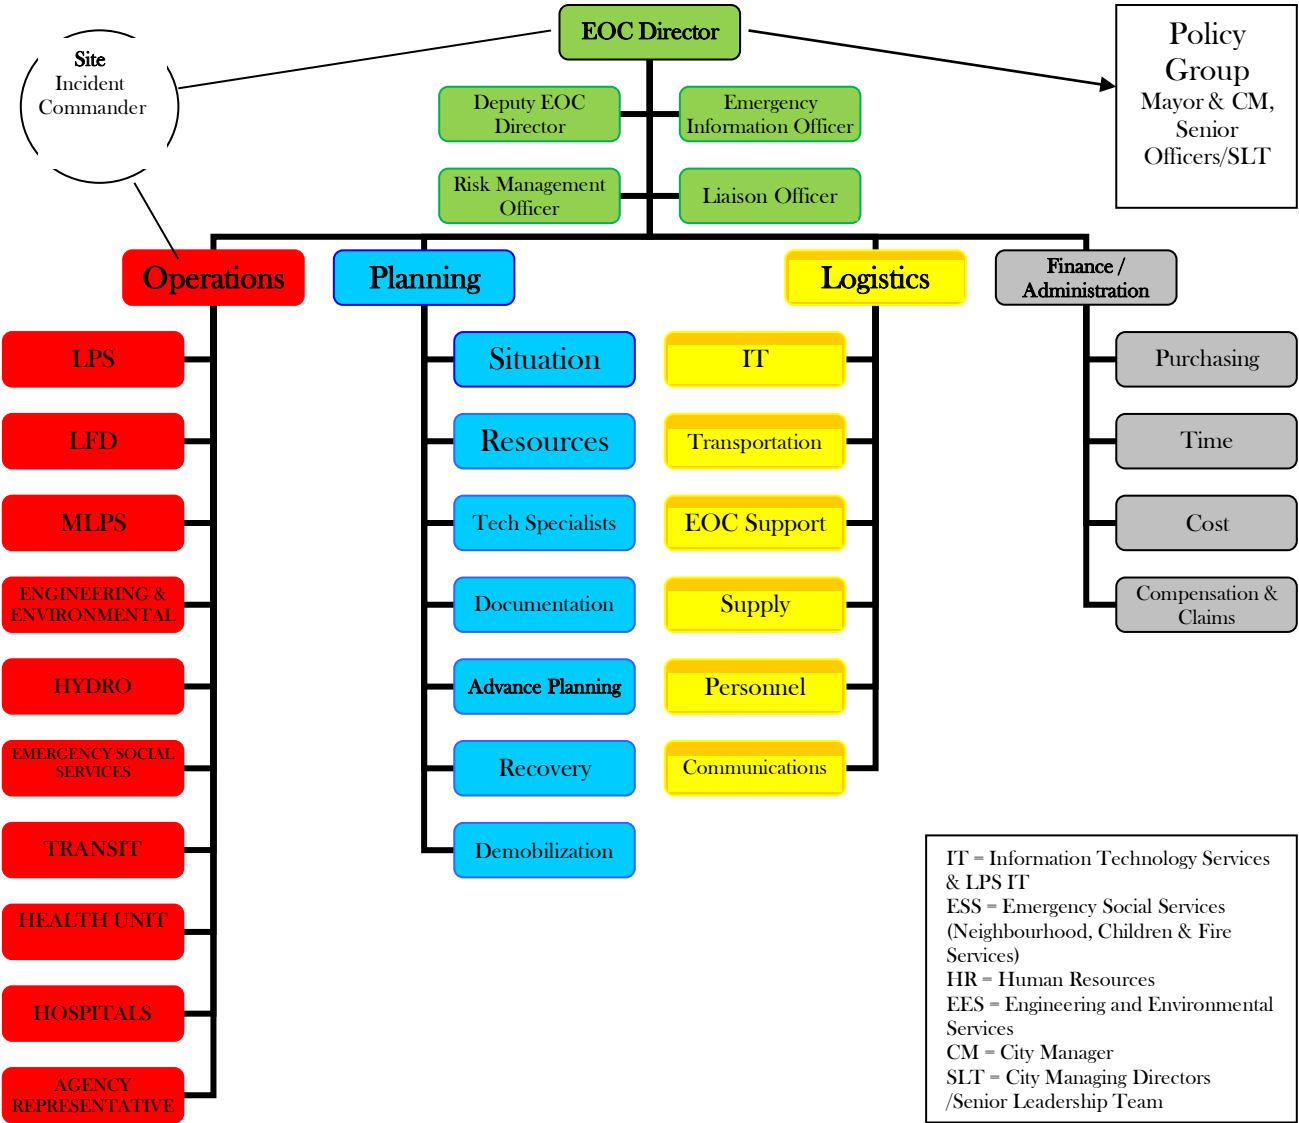 EOC Director
Site
Incident
Commander
Policy
Group
Mayor & CM,
Senior
Officers/SLT
Deputy EOC
Director
Emergency
Information Officer
Risk Management
Officer
Liaison Officer
Operations
Planning
Logistics
Finance /
Administration
LPS
LFD
MLPS
ENGINEERING &
ENVIRONMENTAL
HYDRO
EMERGENCY SOCIAL
SERVICES
TRANSIT
HEALTH UNIT
HOSPITALS
AGENCY
REPRESENTATIVE
Situation
Resources
Tech Specialists
Documentation
Advance Planning
Recovery
Demobilization
IT
Transportation
EOC Support
Supply
Personnel
Communications
Purchasing
Time
Cost
Compensation &
Claims
IT = Information Technology Services
& LPS IT
ESS = Emergency Social Services
(Neighbourhood, Children & Fire
Services)
HR = Human Resources
EES = Engineering and Environmental
Services
CM = City Manager
SLT = City Managing Directors
/Senior Leadership Team